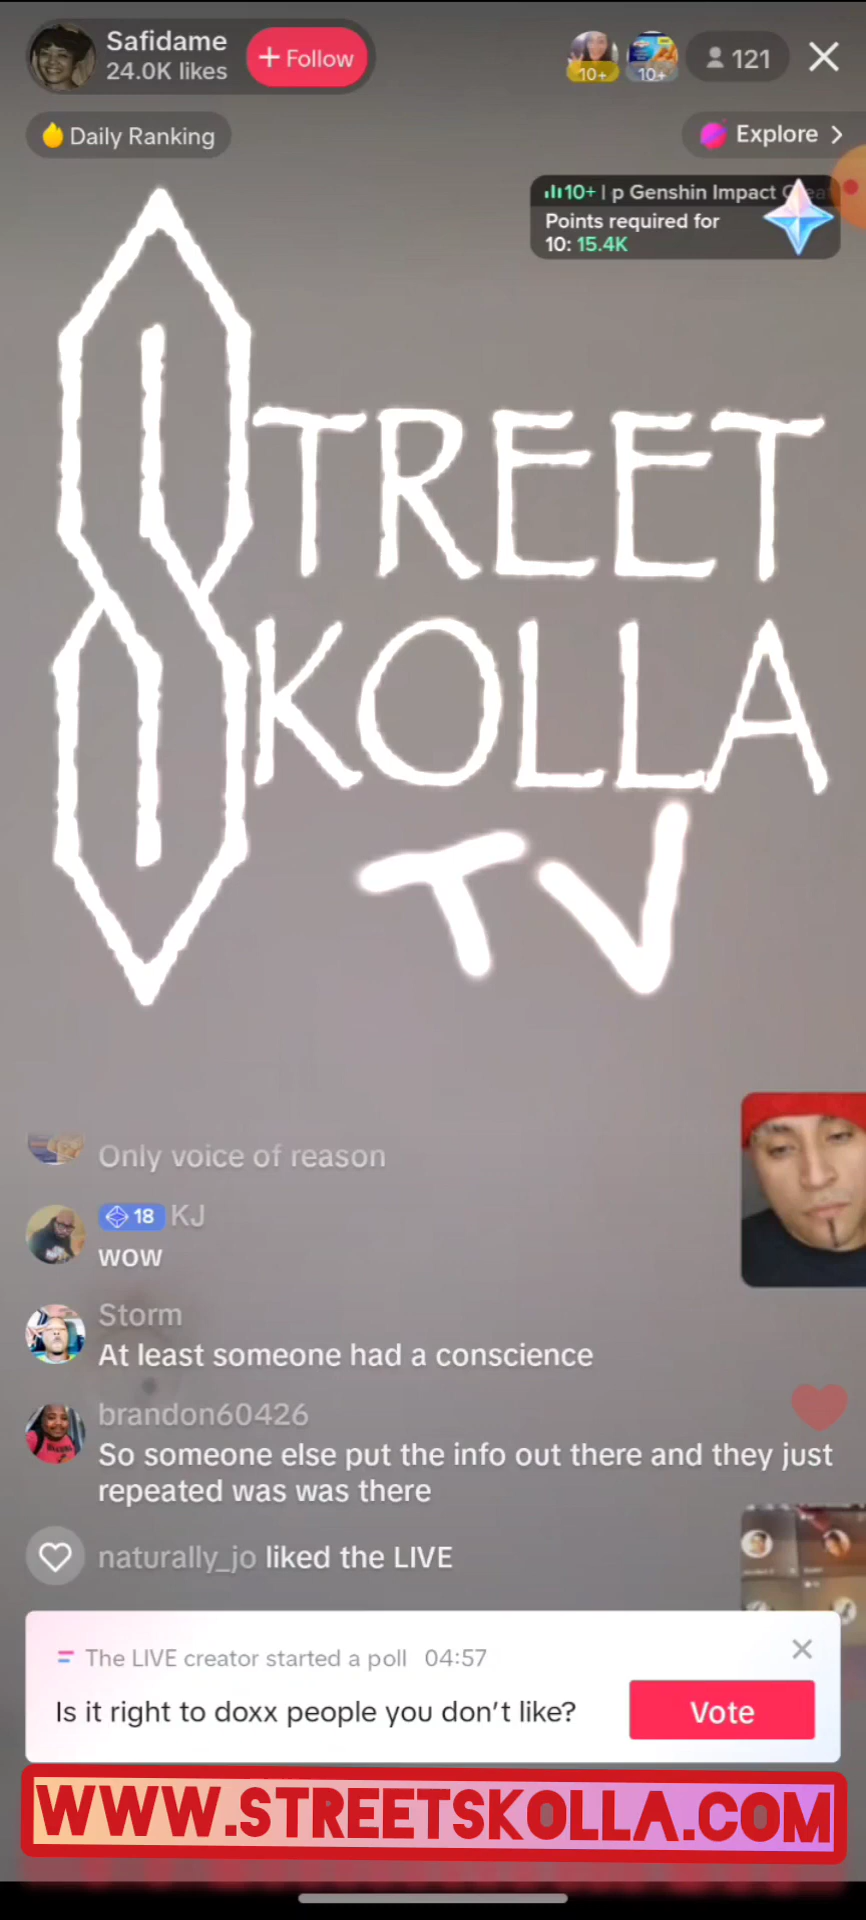 Safidame
24.0K likes
+ Follow
10+
10+
121
Daily Ranking
Explore
10+ | p Genshin Impact
Points required for
10: 15.4K
STREET
SKOLLA
TV
Only voice of reason
18 KJ
wow
Storm
At least someone had a conscience
brandon60426
So someone else put the info out there and they just
repeated was was there
naturally_jo liked the LIVE
The LIVE creator started a poll 04:57
Is it right to doxx people you don't like?
Vote
WWW.STREETSKOLLA.COM